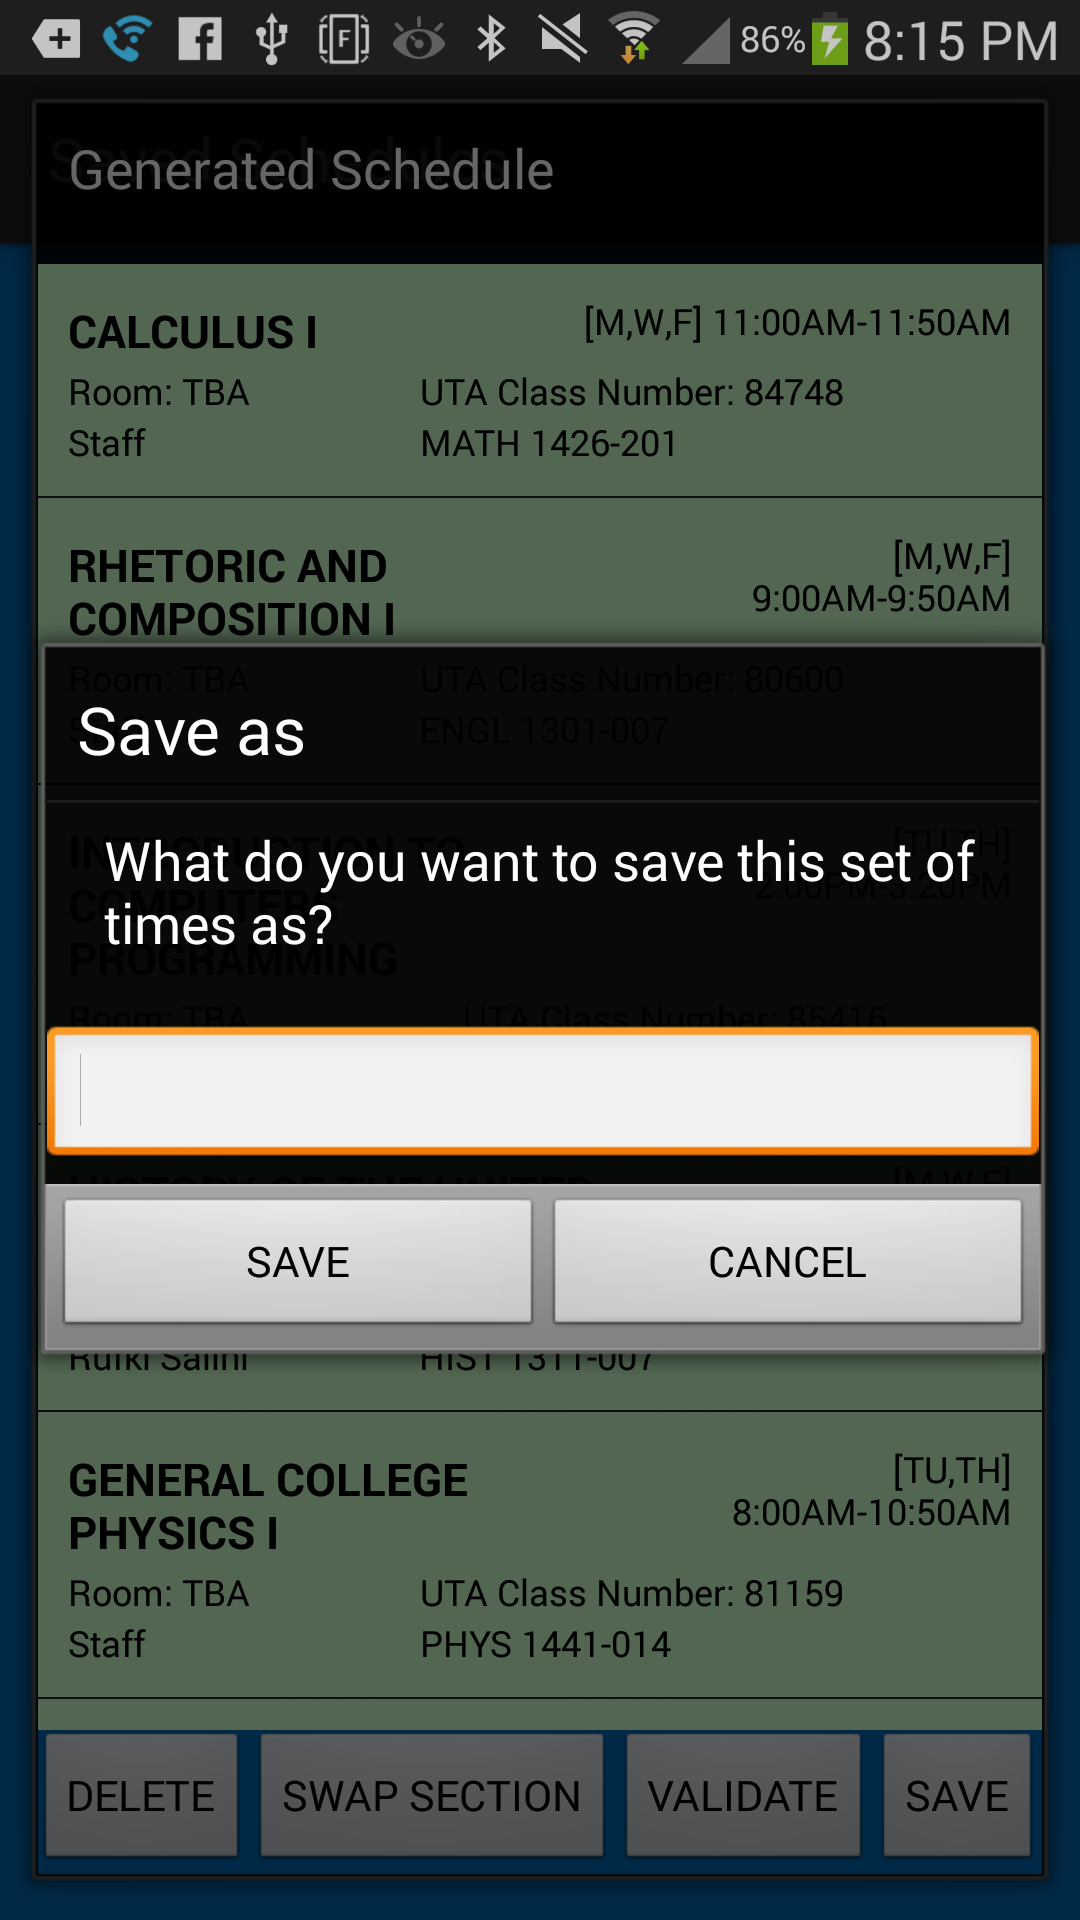 86% 8:15 PM
Saved Schedules
Generated Schedule
CALCULUS I [M,W,F] 11:00AM-11:50AM
Room: TBA UTA Class Number: 84748
Staff MATH 1426-201
RHETORIC AND [M,W,F]
COMPOSITION I 9:00AM-9:50AM
Room: TBA UTA Class Number: 80600
ENGL 1301-007
Save as
INTRODUCTION TO [TU,TH]
COMPUTERS 2:00PM-3:20PM
PROGRAMMING
What do you want to save this set of
times as?
Room: TBA UTA Class Number: 85416
HISTORY OF THE UNITED [M,W,F]
SAVE CANCEL
HIST 1311-007
GENERAL COLLEGE [TU,TH]
PHYSICS I 8:00AM-10:50AM
Room: TBA UTA Class Number: 81159
Staff PHYS 1441-014
DELETE SWAP SECTION VALIDATE SAVE